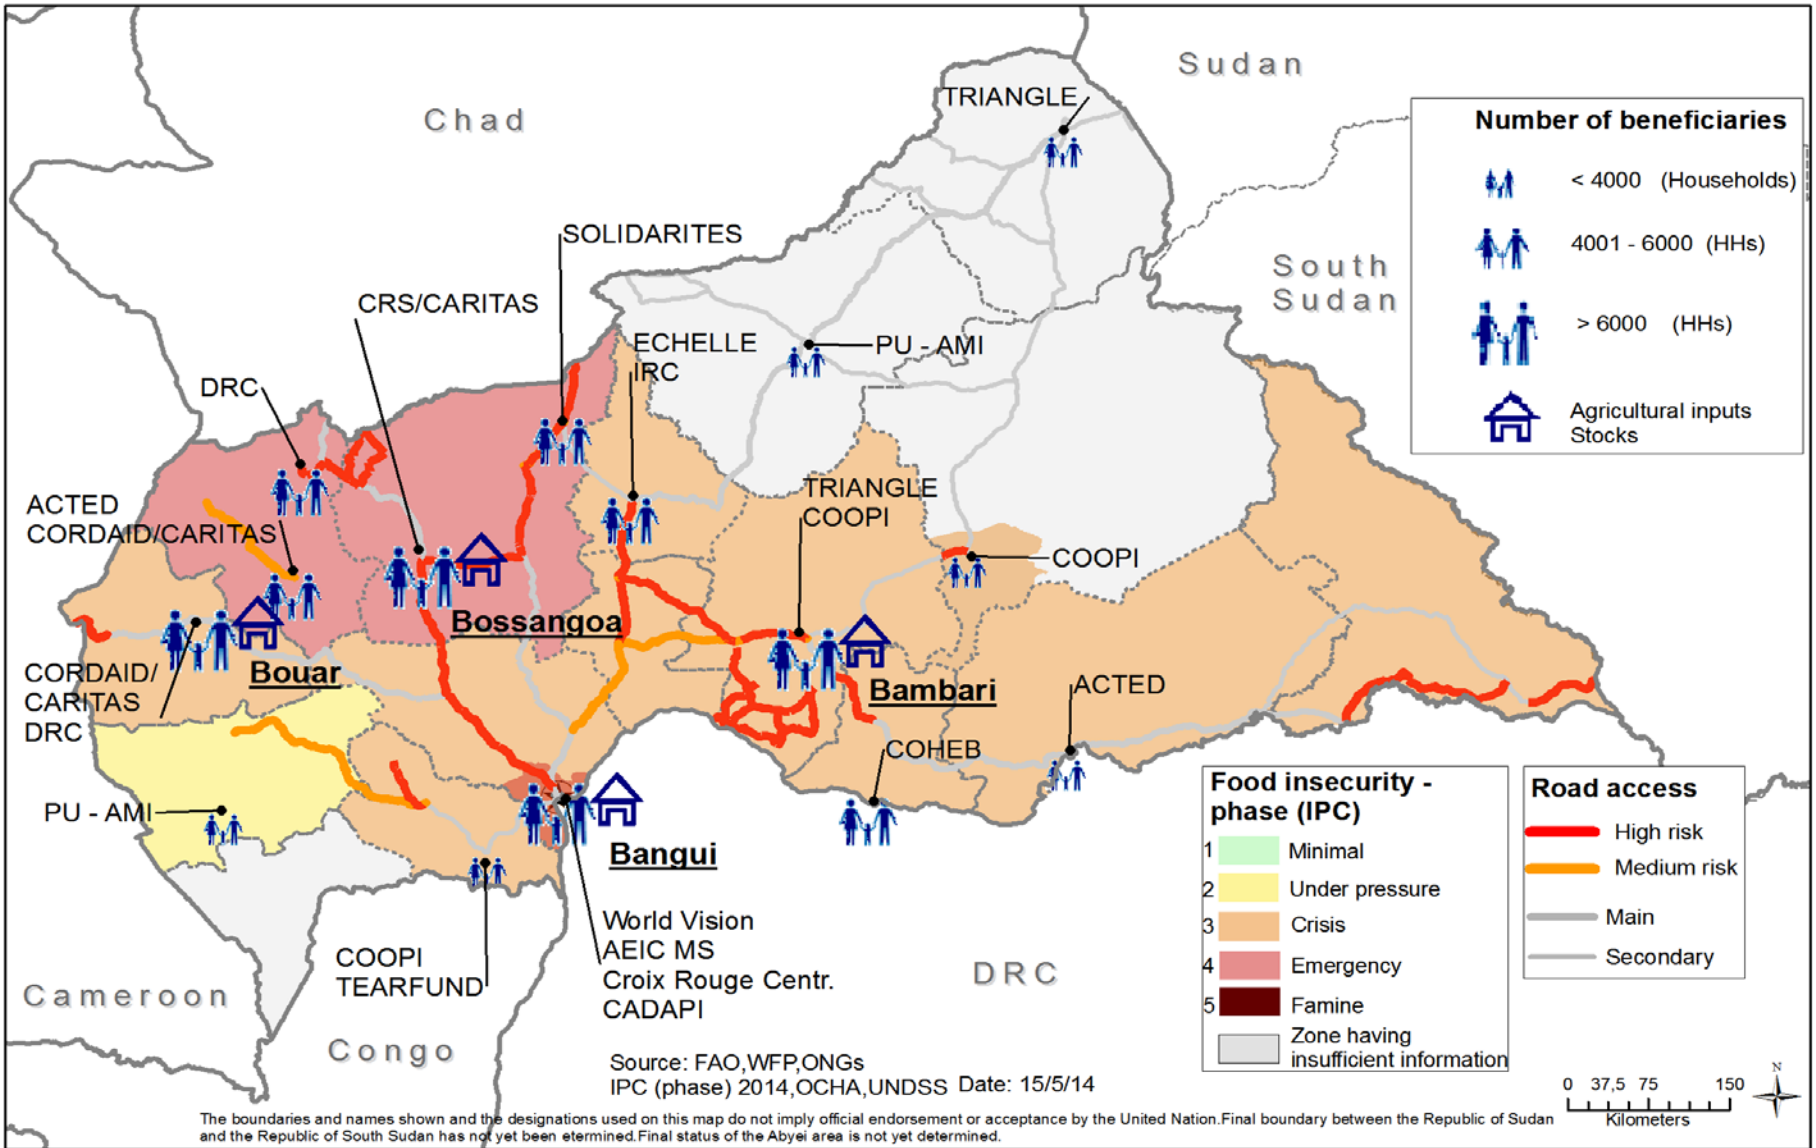 Sudan
TRIANGLE
Chad
South
Sudan
SOLIDARITES
CRS/CARITAS
ECHELLE
IRC
PU - AMI
DRC
TRIANGLE
COOPI
ACTED
CORDAID/CARITAS
COOPI
Bossangoa
CORDAID/
CARITAS
DRC
Bouar
Bambari
ACTED
COHEB
PU - AMI
Bangui
World Vision
AEIC MS
Croix Rouge Centr.
CADAPI
COOPI
TEARFUND
DRC
Cameroon
Congo
Number of beneficiaries
< 4000 (Households)
4001 - 6000 (HHs)
> 6000 (HHs)
Agricultural inputs
Stocks
Food insecurity -
phase (IPC)
1 Minimal
2 Under pressure
3 Crisis
4 Emergency
5 Famine
Zone having
insufficient information
Road access
High risk
Medium risk
Main
Secondary
Source: FAO,WFP,ONGs
IPC (phase) 2014,OCHA,UNDSS Date: 15/5/14
N
0 37,5 75 150
Kilometers
The boundaries and names shown and the designations used on this map do not imply official endorsement or acceptance by the United Nation.Final boundary between the Republic of Sudan
and the Republic of South Sudan has not yet been etermined.Final status of the Abyei area is not yet determined.